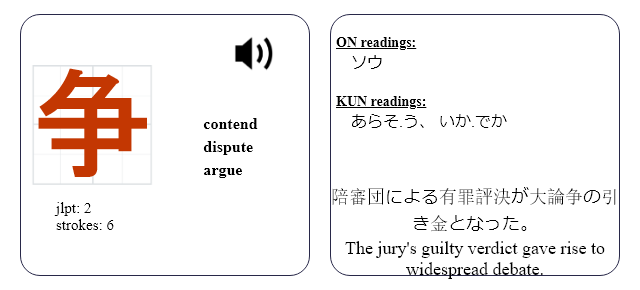 争
contend
dispute
argue
jlpt: 2
strokes: 6
ON readings:
ソウ
KUN readings:
あらそ.う、 いか.でか
陪審団による有罪評決が大論争の引
き金となった。
The jury's guilty verdict gave rise to
widespread debate.